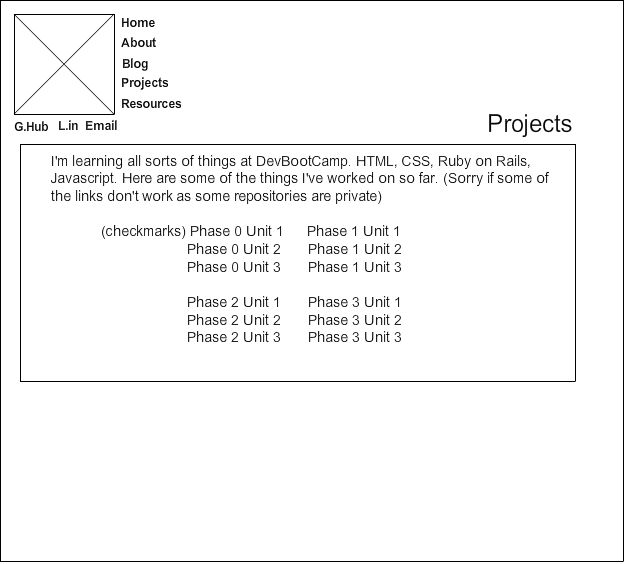 Home
About
Blog
Projects
Resources
G.Hub L.in Email
Projects
I'm learning all sorts of things at DevBootCamp. HTML, CSS, Ruby on Rails,
Javascript. Here are some of the things I've worked on so far. (Sorry if some of
the links don't work as some repositories are private)
(checkmarks) Phase 0 Unit 1 Phase 1 Unit 1
Phase 0 Unit 2 Phase 1 Unit 2
Phase 0 Unit 3 Phase 1 Unit 3
Phase 2 Unit 1 Phase 3 Unit 1
Phase 2 Unit 2 Phase 3 Unit 2
Phase 2 Unit 3 Phase 3 Unit 3